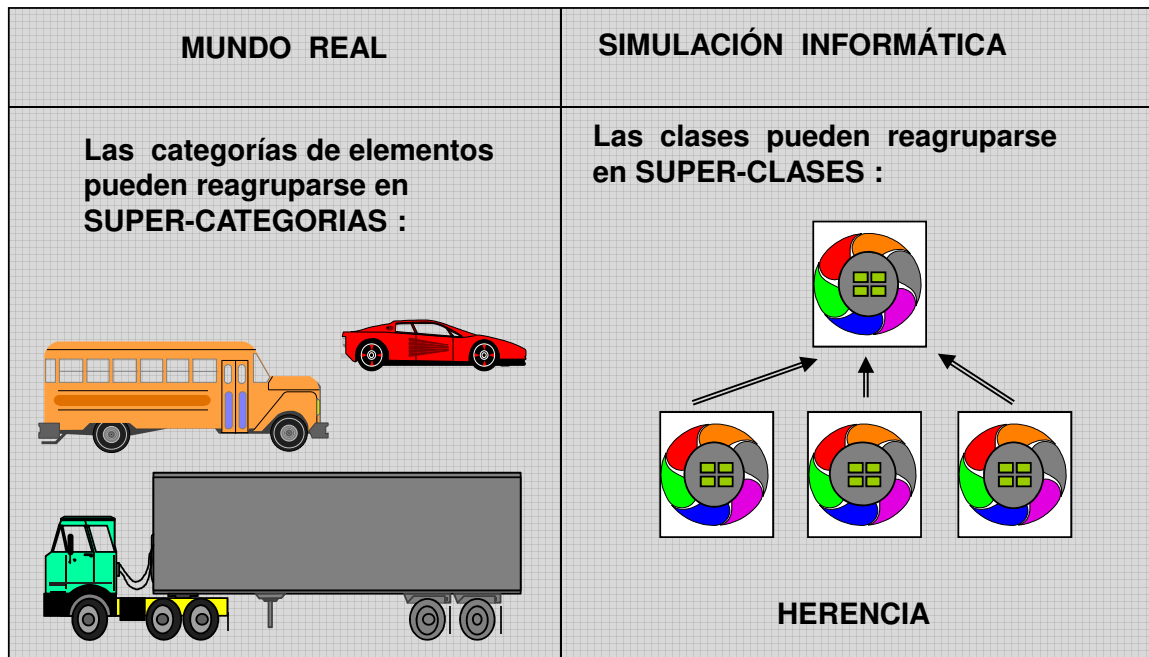 MUNDO REAL
SIMULACIÓN INFORMÁTICA
Las categorías de elementos
pueden reagruparse en
SUPER-CATEGORIAS :
Las clases pueden reagruparse
en SUPER-CLASES :
HERENCIA